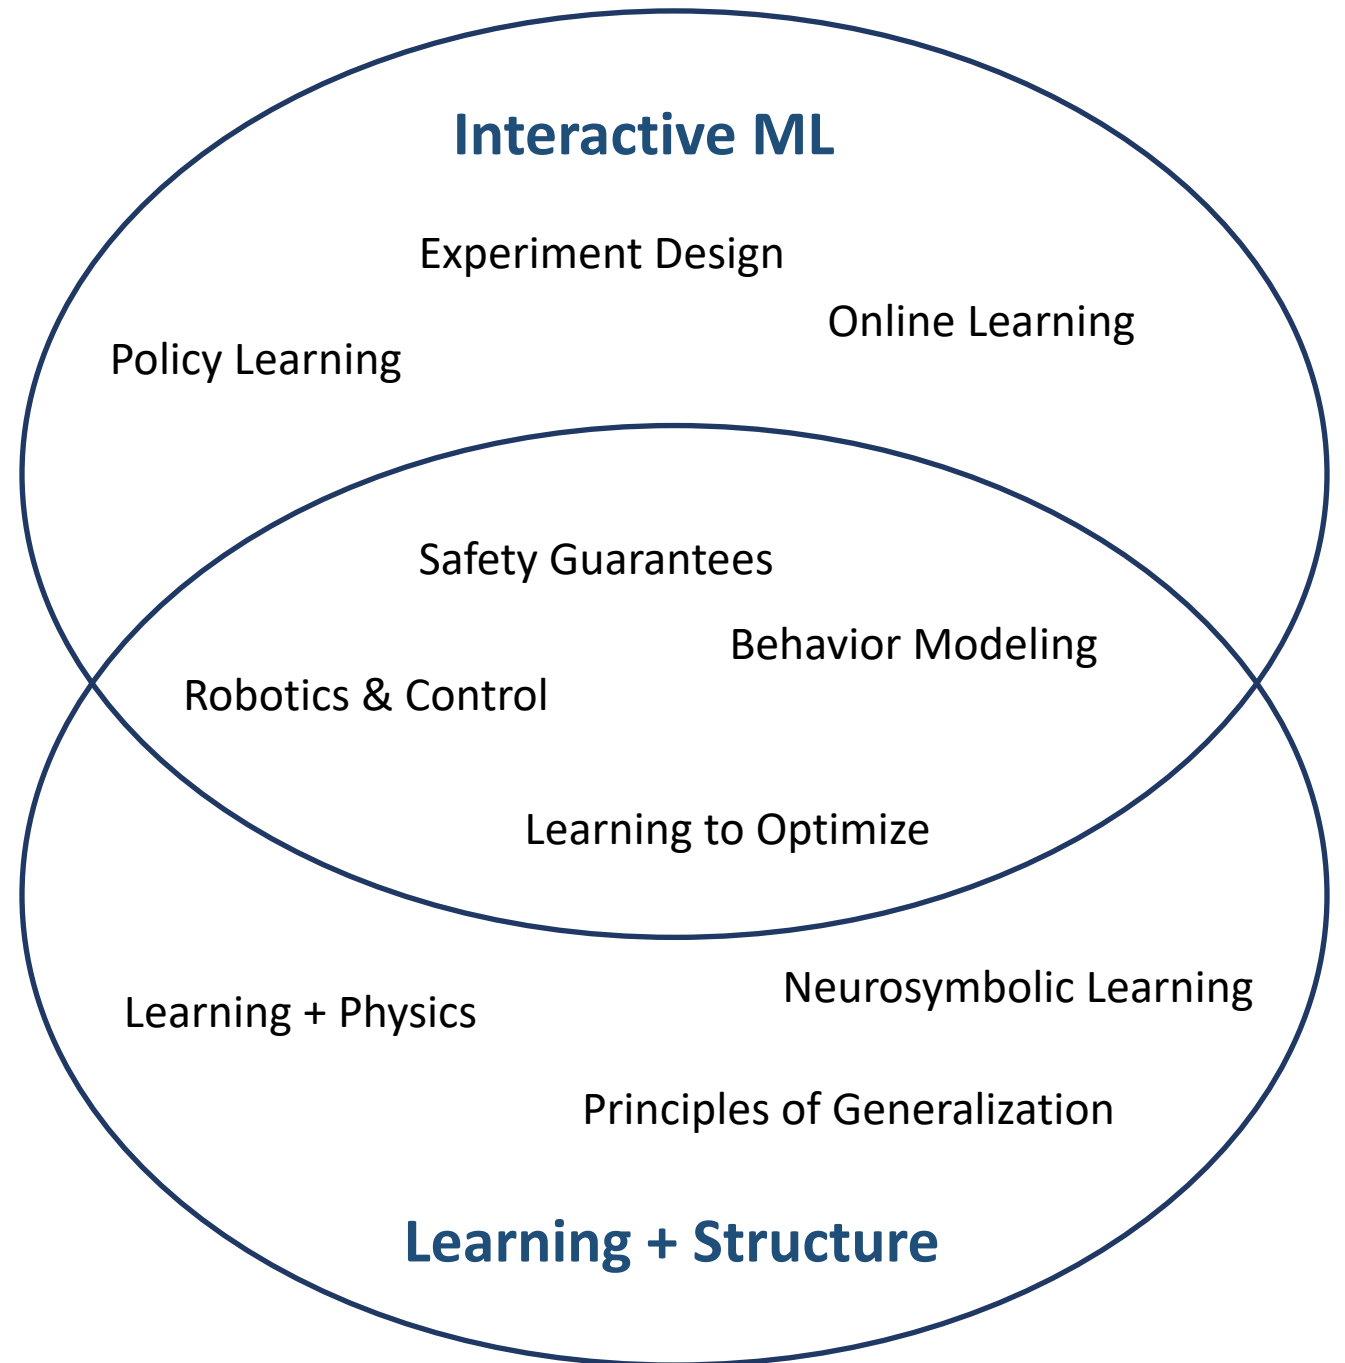 Interactive ML
Experiment Design
Online Learning
Policy Learning
Safety Guarantees
Behavior Modeling
Robotics & Control
Learning to Optimize
Neurosymbolic Learning
Learning + Physics
Principles of Generalization
Learning + Structure